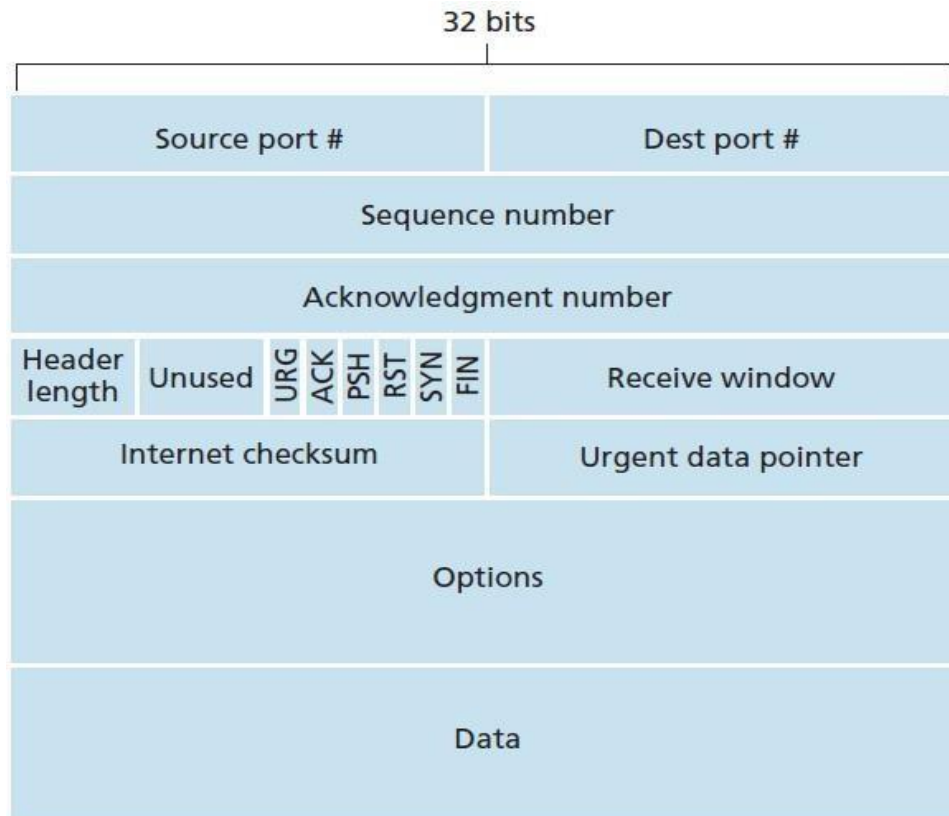 32 bits
Source port #
Dest port #
Sequence number
Acknowledgment number
Header
length
Unused
URG
ACK
PSH
RST
SYN
FIN
Receive window
Internet checksum
Urgent data pointer
Options
Data